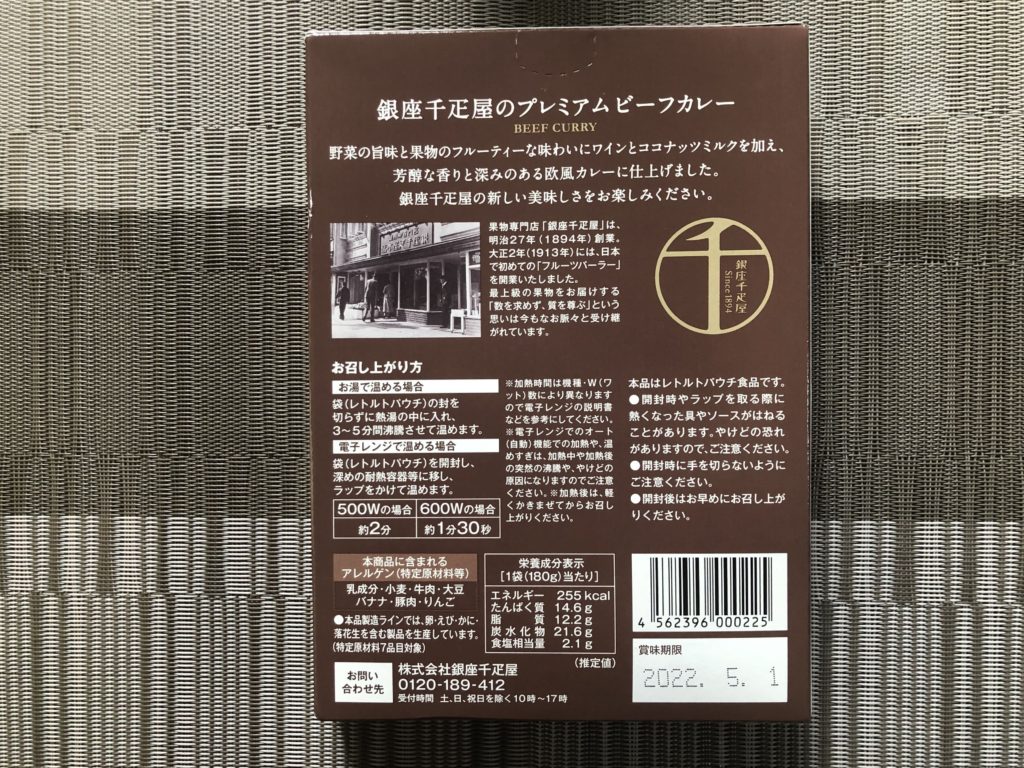 銀座千疋屋のプレミアムビーフカレー
BEEF CURRY
野菜の旨味と果物のフルーティーな味わいにワインとココナッツミルクを加え、
芳醇な香りと深みのある欧風カレーに仕上げました。
銀座千疋屋の新しい美味しさをお楽しみください。
果物専門店「銀座千疋屋」は、
明治27年(1894年)創業。
大正2年(1913年)には、日本
で初めての「フルーツパーラー」
を開業いたしました。
最上級の果物をお届けする
「数を求めず、質を尊ぶ」という
思いは今もなお脈々と受け継
がれています。
千
銀座千疋屋
Since1894
お召し上がり方
お湯で温める場合
袋(レトルトパウチ)の封を
切らずに熱湯の中に入れ、
3〜5分間沸騰させて温めます。
電子レンジで温める場合
袋(レトルトパウチ)を開封し、
深めの耐熱容器等に移し、
ラップをかけて温めます。
500Wの場合 600Wの場合
約2分 約1分30秒
※加熱時間は機種・W(ワ
ット)数により異なります
ので電子レンジの説明書
などを参考にしてください。
※電子レンジでのオート
(自動)機能での加熱や、温
めすぎは、加熱中や加熱後
の突然の沸騰や、やけどの
原因になりますのでご注意
ください。※加熱後は、軽
くかきまぜてからお召し
上がりください。
本品はレトルトパウチ食品です。
●開封時やラップを取る際に
熱くなった具やソースがはねる
ことがあります。やけどの恐れ
がありますので、ご注意ください。
●開封時に手を切らないように
ご注意ください。
●開封後はお早めにお召し上が
りください。
本商品に含まれる
アレルゲン(特定原材料等)
乳成分・小麦・牛肉・大豆
バナナ・豚肉・りんご
●本品製造ラインでは、卵・えび・かに・
落花生を含む製品を生産しています。
(特定原材料7品目対象)
栄養成分表示
[1袋(180g)当たり]
エネルギー 255 kcal
たんぱく質 14.6 g
脂質 12.2 g
炭水化物 21.6 g
食塩相当量 2.1 g
(推定値)
4 562396 000225
賞味期限
2022. 5. 1
お問い
合わせ先
株式会社銀座千疋屋
0120-189-412
受付時間 土、日、祝日を除く10時〜17時